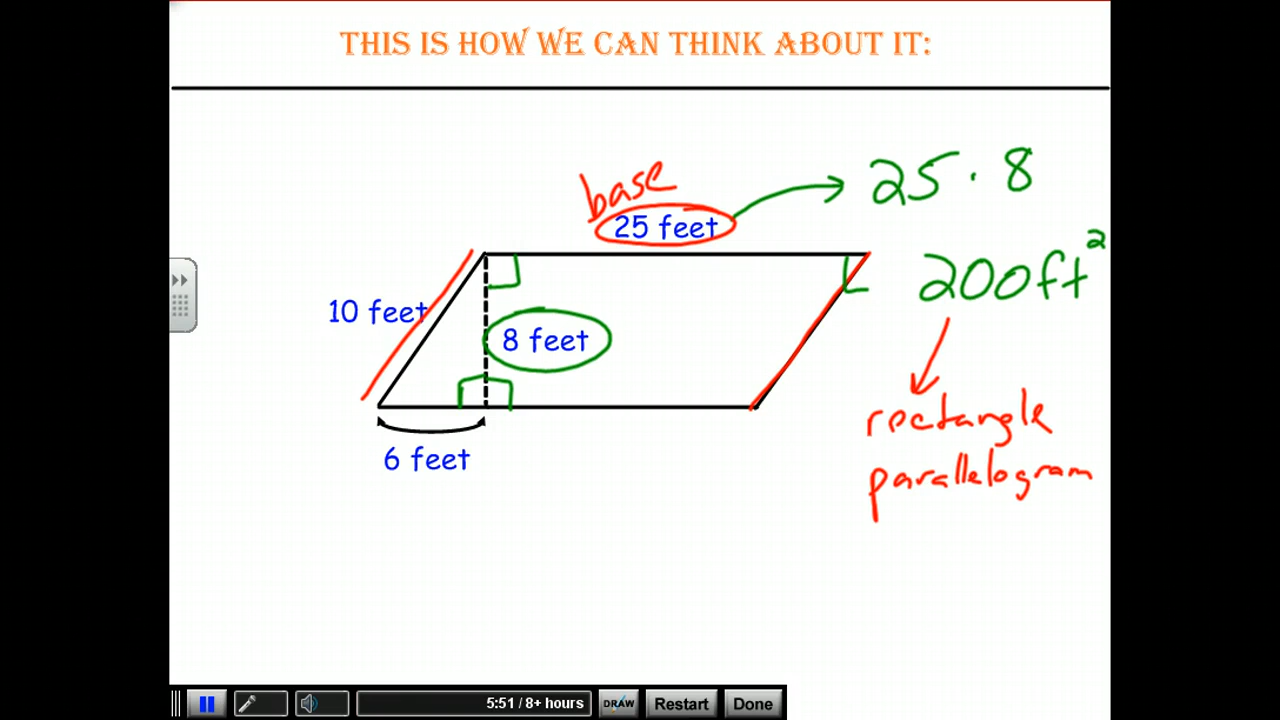 THIS IS HOW WE CAN THINK ABOUT IT:
base
25 feet
25 · 8
200ft²
10 feet
8 feet
rectangle
parallelogram
6 feet
5:51 / 8+ hours
DRAW
Restart
Done